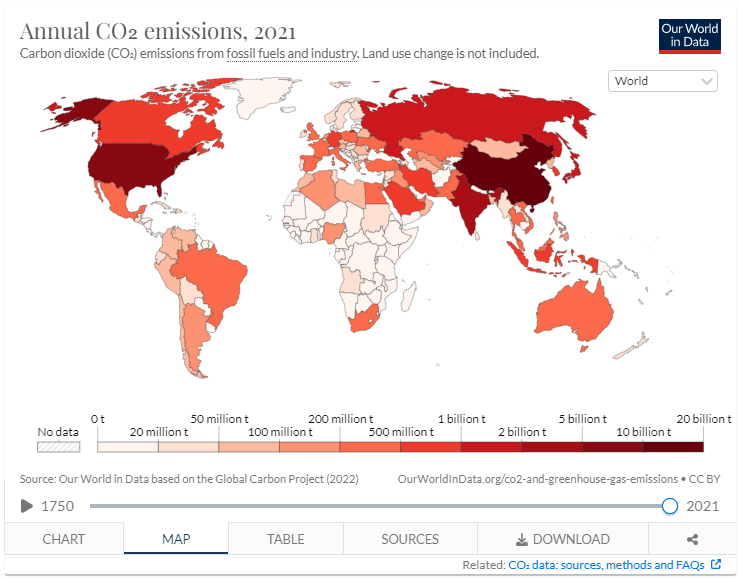 Annual CO₂ emissions, 2021
Our World
in Data
Carbon dioxide (CO₂) emissions from fossil fuels and industry. Land use change is not included.
World
0 t 50 million t 200 million t 1 billion t 5 billion t 20 billion t
No data 20 million t 100 million t 500 million t 2 billion t 10 billion t
Source: Our World in Data based on the Global Carbon Project (2022) OurWorldInData.org/co2-and-greenhouse-gas-emissions • CC BY
1750 2021
CHART MAP TABLE SOURCES DOWNLOAD
Related: CO₂ data: sources, methods and FAQs